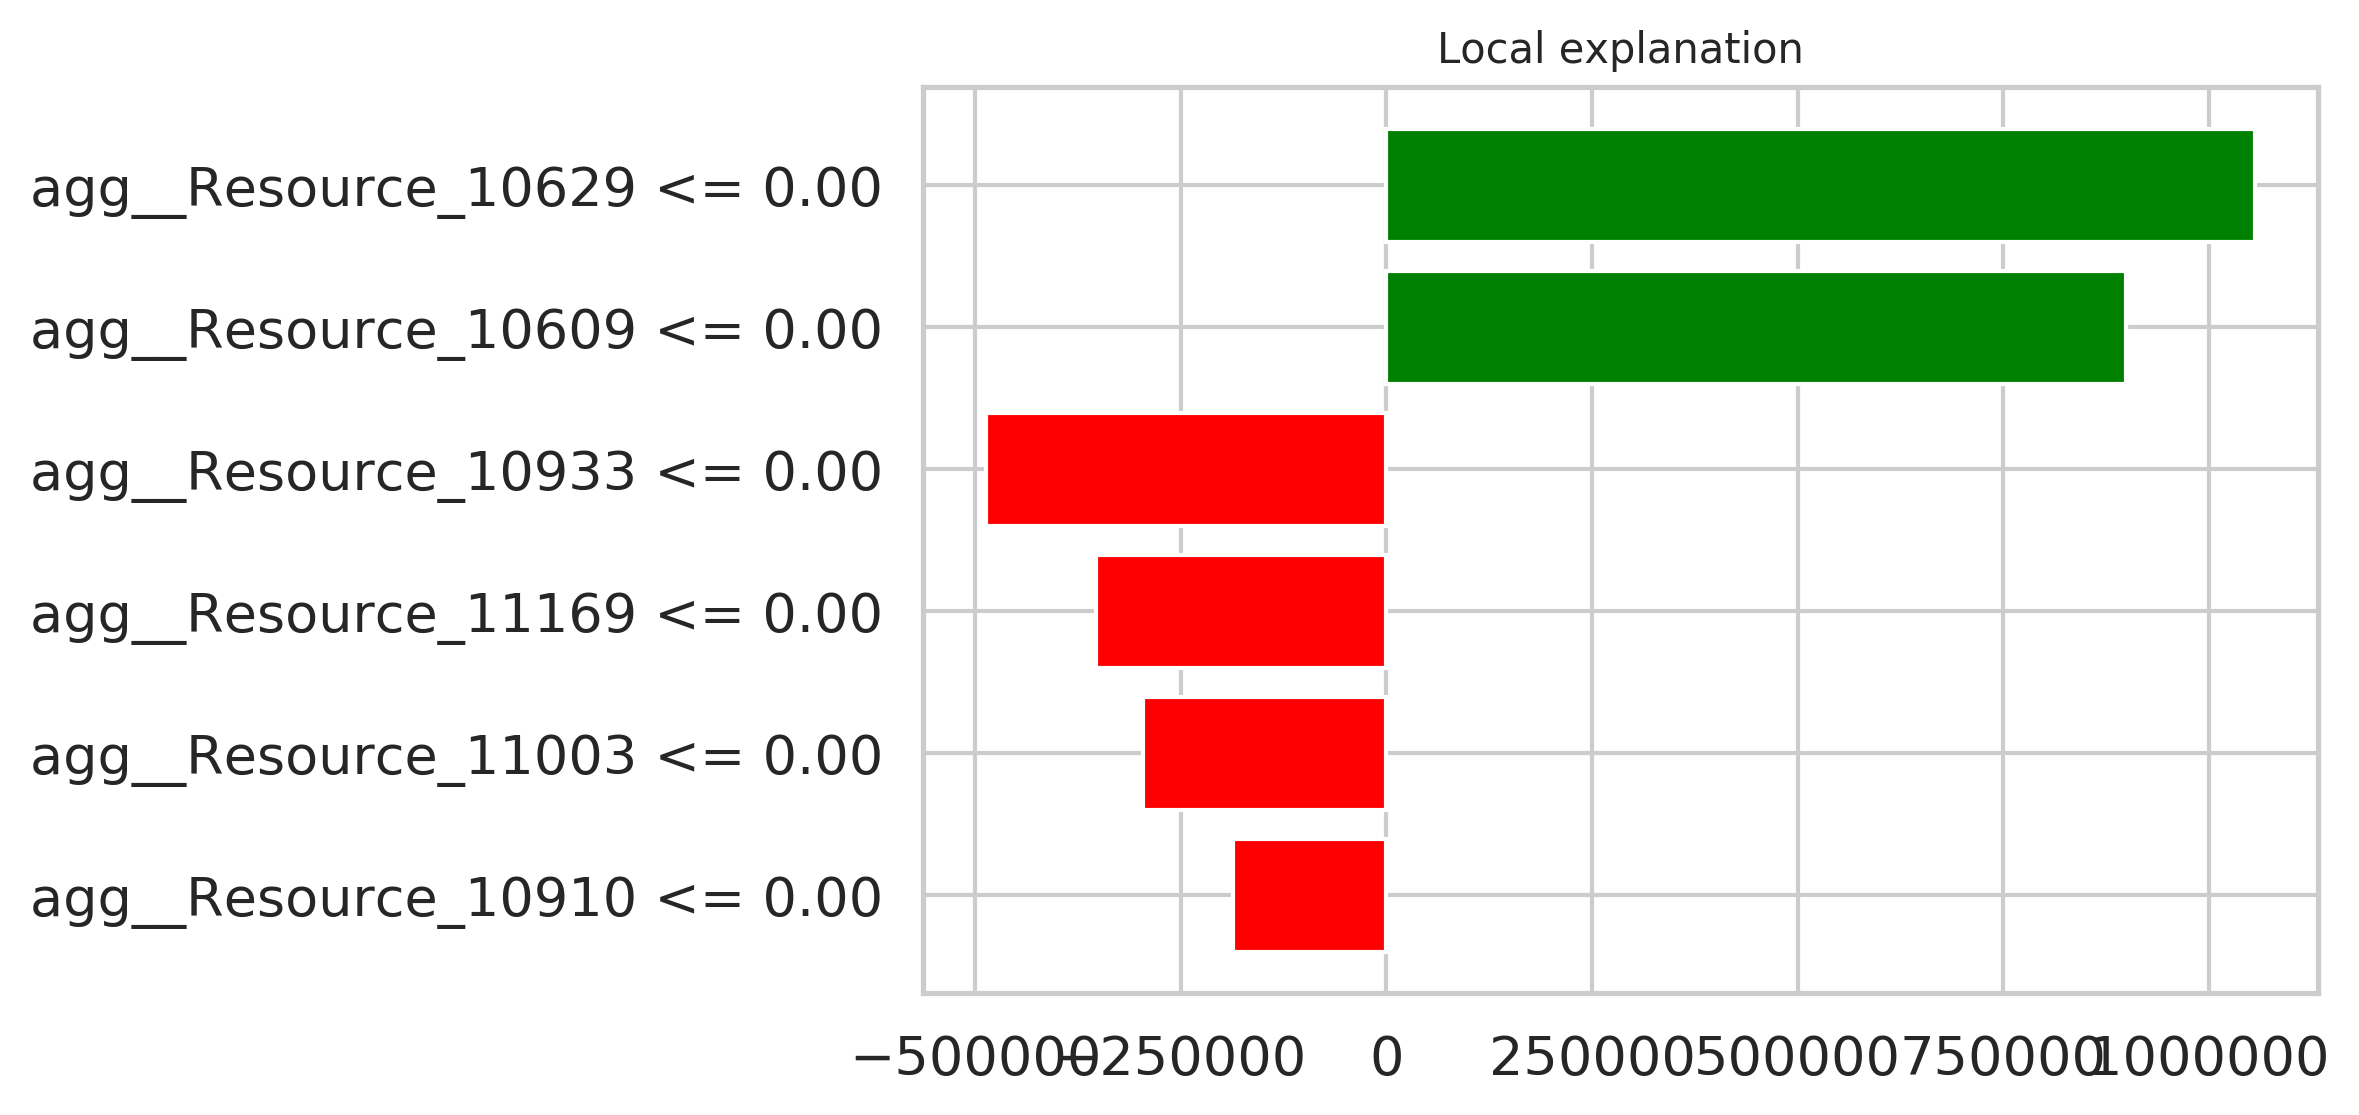 Local explanation
agg__Resource_10629 <= 0.00
agg__Resource_10609 <= 0.00
agg__Resource_10933 <= 0.00
agg__Resource_11169 <= 0.00
agg__Resource_11003 <= 0.00
agg__Resource_10910 <= 0.00
−500000 −250000 0 250000 500000 750000 1000000